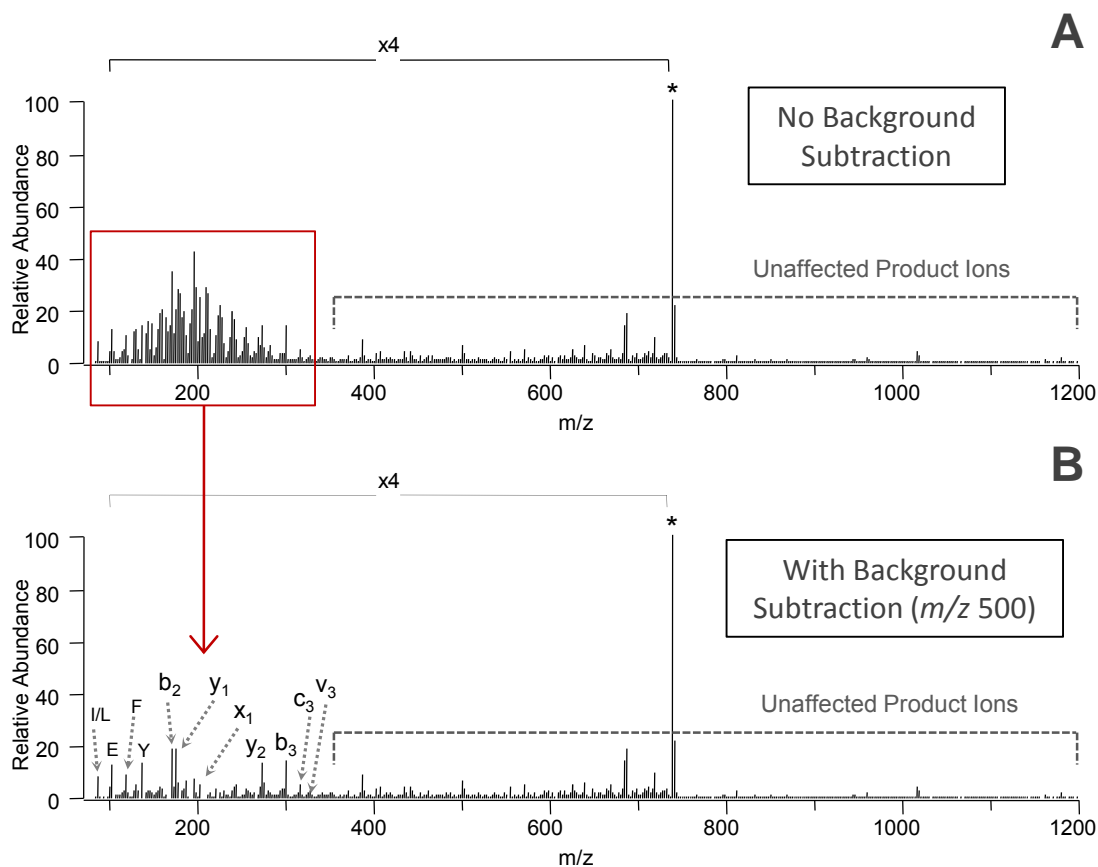 A
x4
*
No Background
Subtraction
Unaffected Product Ions
Relative Abundance
100
80
60
40
20
0
200
400
600
800
1000
1200
m/z
B
x4
*
With Background
Subtraction (m/z 500)
Unaffected Product Ions
Relative Abundance
100
80
60
40
20
0
I/L
E
F
Y
b2
y1
x1
y2
b3
c3
v3
200
400
600
800
1000
1200
m/z